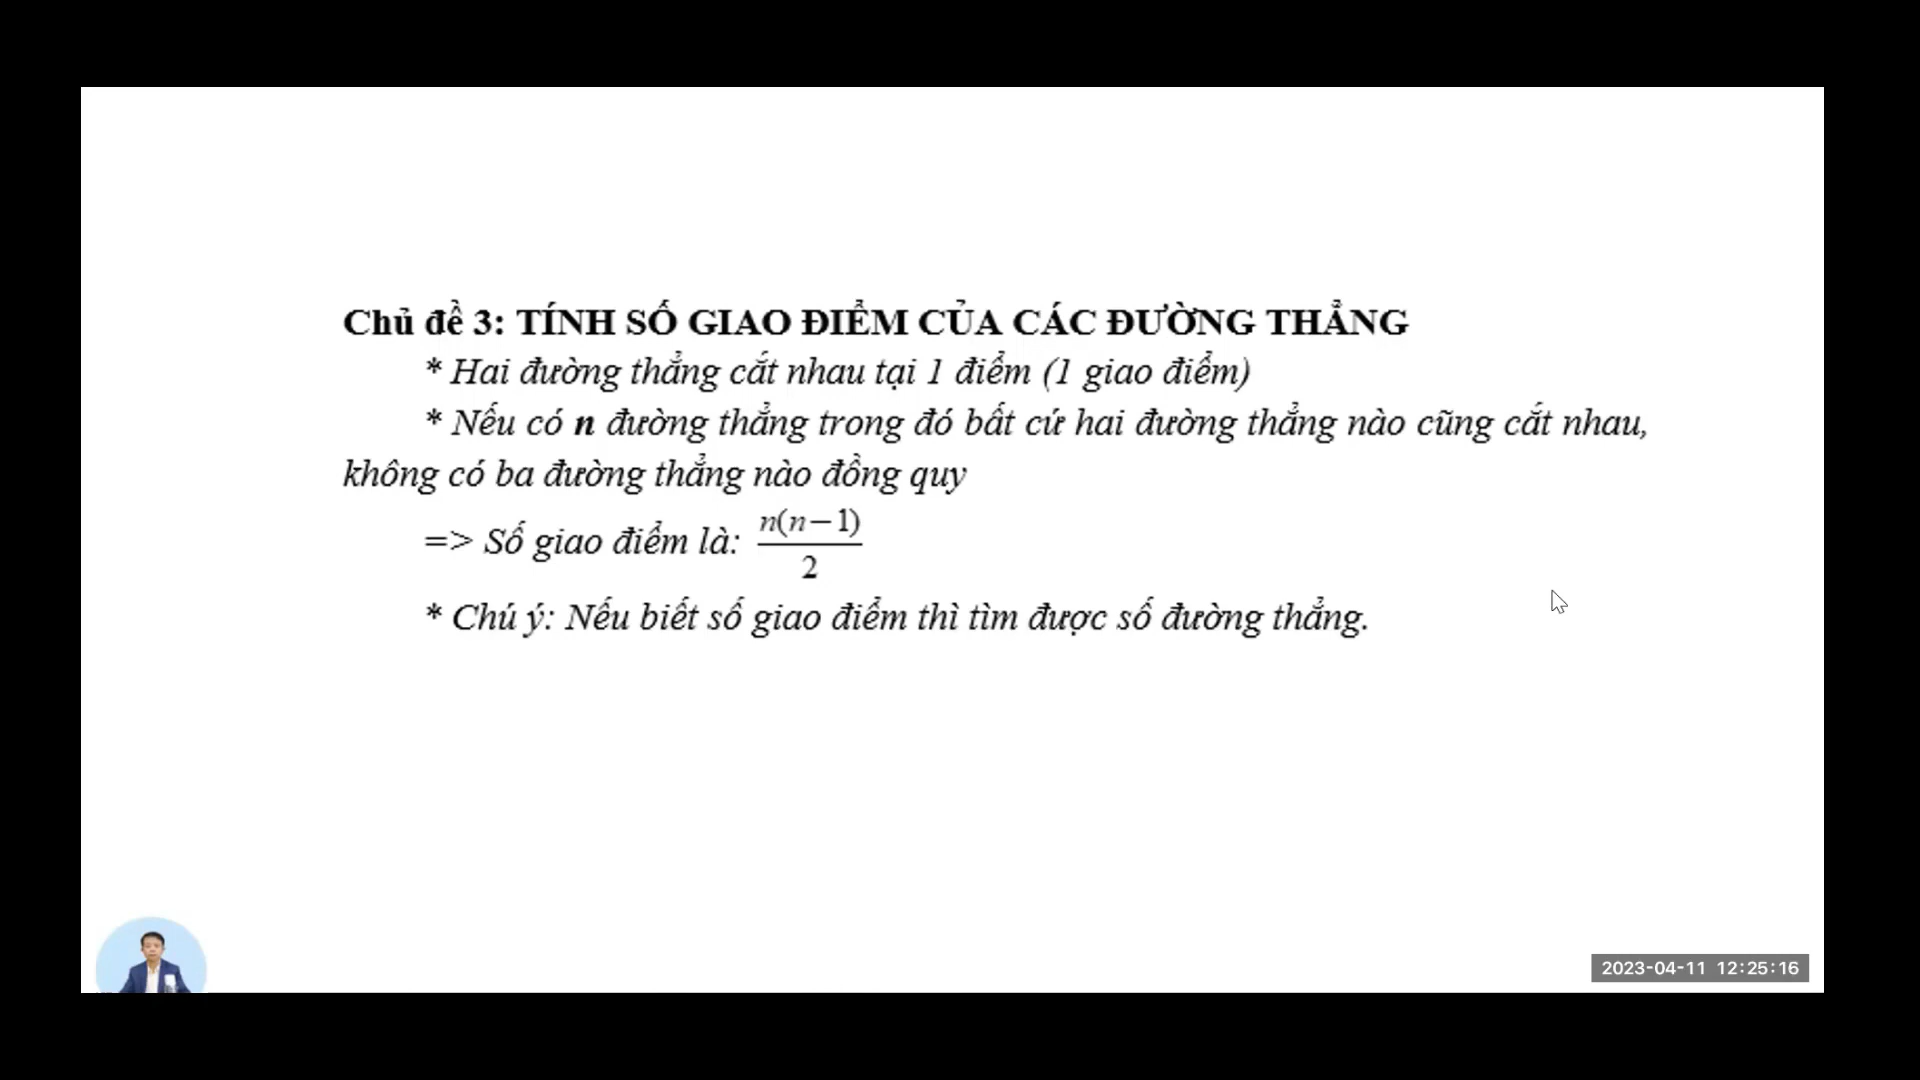 Chủ đề 3: TÍNH SỐ GIAO ĐIỂM CỦA CÁC ĐƯỜNG THẲNG
* Hai đường thẳng cắt nhau tại 1 điểm (1 giao điểm)
* Nếu có n đường thẳng trong đó bất cứ hai đường thẳng nào cũng cắt nhau,
không có ba đường thẳng nào đồng quy
=> Số giao điểm là: \frac{n(n-1)}{2}
* Chú ý: Nếu biết số giao điểm thì tìm được số đường thẳng.
2023-04-11 12:25:16